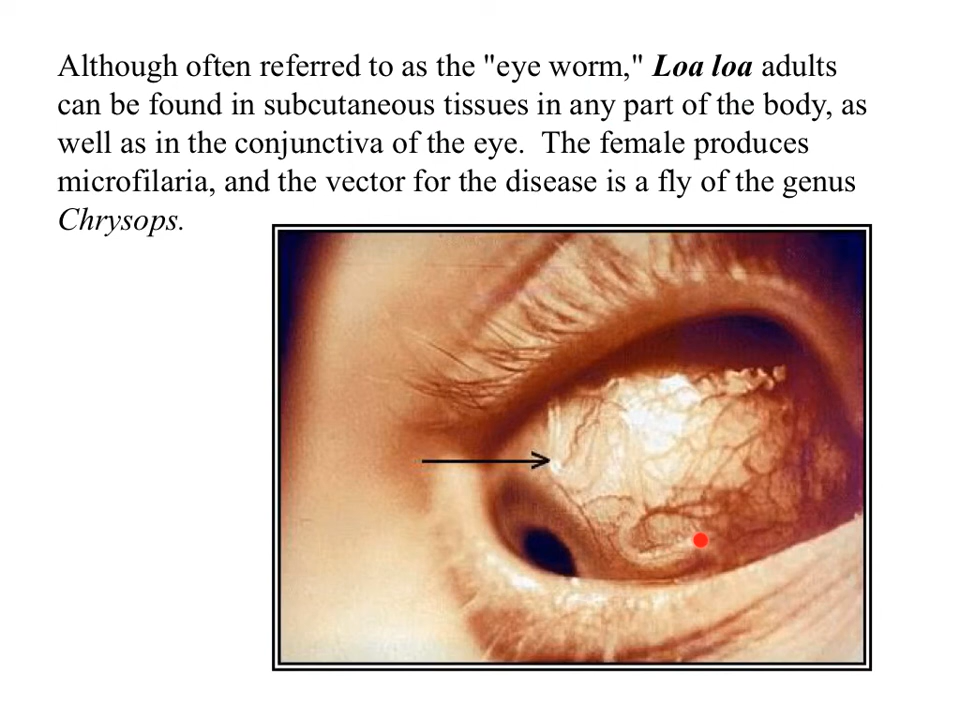 Although often referred to as the "eye worm," Loa loa adults
can be found in subcutaneous tissues in any part of the body, as
well as in the conjunctiva of the eye.  The female produces
microfilaria, and the vector for the disease is a fly of the genus
Chrysops.